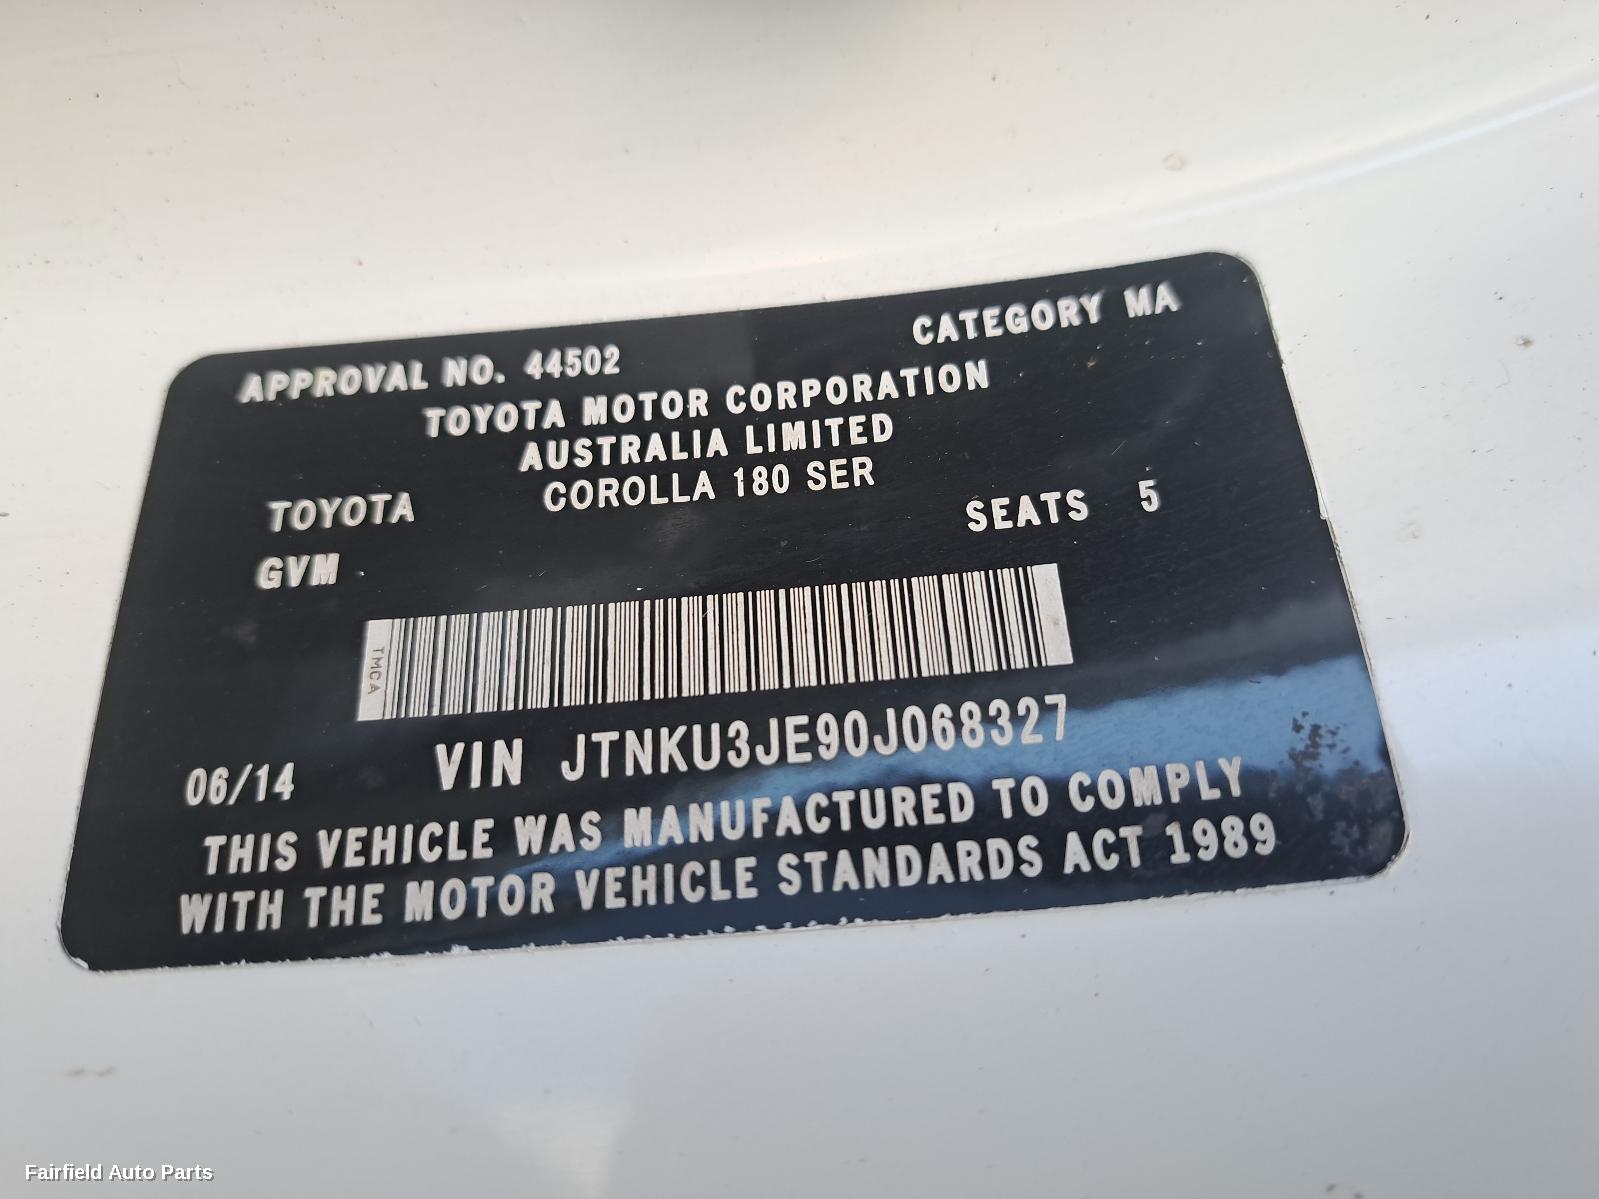 APPROVAL NO. 44502 CATEGORY MA
TOYOTA MOTOR CORPORATION
AUSTRALIA LIMITED
TOYOTA COROLLA 180 SER
GVM SEATS 5
TMCA
06/14 VIN JTNKU3JE90J068327
THIS VEHICLE WAS MANUFACTURED TO COMPLY
WITH THE MOTOR VEHICLE STANDARDS ACT 1989
Fairfield Auto Parts